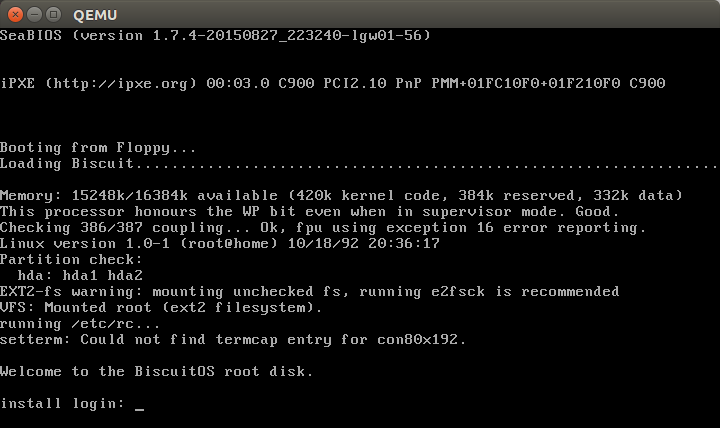 QEMU
SeaBIOS (version 1.7.4-20150827_223240-lgw01-56)
iPXE (http://ipxe.org) 00:03.0 C900 PCI2.10 PnP PMM+01FC10F0+01F210F0 C900
Booting from Floppy...
Loading Biscuit................................................................
Memory: 15248k/16384k available (420k kernel code, 384k reserved, 332k data)
This processor honours the WP bit even when in supervisor mode. Good.
Checking 386/387 coupling... Ok, fpu using exception 16 error reporting.
Linux version 1.0-1 (root@home) 10/18/92 20:36:17
Partition check:
  hda: hda1 hda2
EXT2-fs warning: mounting unchecked fs, running e2fsck is recommended
VFS: Mounted root (ext2 filesystem).
running /etc/rc...
setterm: Could not find termcap entry for con80x192.
Welcome to the BiscuitOS root disk.
install login: _